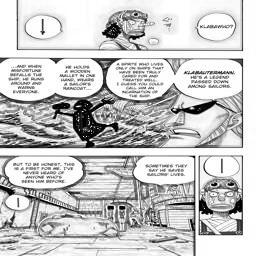 KLABAWHO?
!
KLABAUTERMANN.
HE'S A LEGEND
PASSED DOWN
AMONG SAILORS.
A SPRITE WHO LIVES
ONLY ON SHIPS THAT
HAVE BEEN TRULY
CARED FOR AND
TREATED WELL.
I GUESS YOU COULD
CALL HIM AN
INCARNATION OF
THE SHIP.
HE HOLDS
A WOODEN
MALLET IN ONE
HAND, WEARS
A SAILOR'S
RAINCOAT...
...AND WHEN
MISFORTUNE
BEFALLS THE
SHIP, HE RUNS
AROUND AND
WARNS
EVERYONE.
SOMETIMES THEY
SAY HE SAVES
SAILORS' LIVES.
BUT TO BE HONEST, THIS
IS A FIRST FOR ME. I'VE
NEVER HEARD OF
ANYONE WHO'S
SEEN HIM BEFORE.
!
!